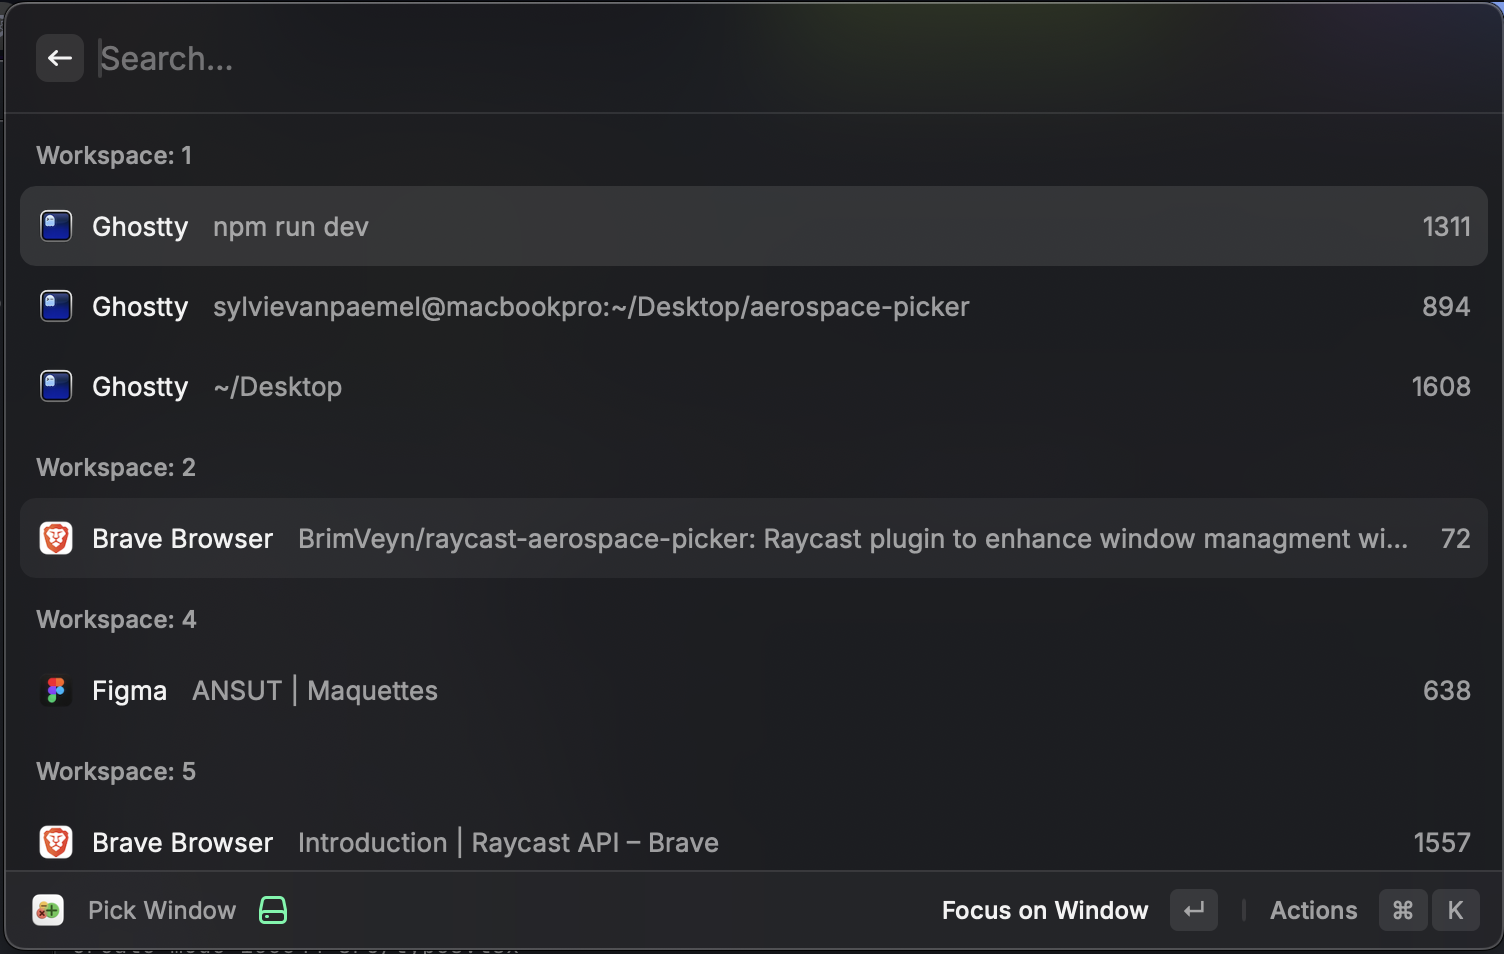 Search...
Workspace: 1
Ghostty npm run dev 1311
Ghostty sylvievanpaemel@macbookpro:~/Desktop/aerospace-picker 894
Ghostty ~/Desktop 1608
Workspace: 2
Brave Browser BrimVeyn/raycast-aerospace-picker: Raycast plugin to enhance window managment wi... 72
Workspace: 4
Figma ANSUT | Maquettes 638
Workspace: 5
Brave Browser Introduction | Raycast API – Brave 1557
Pick Window Focus on Window ↵ Actions ⌘ K